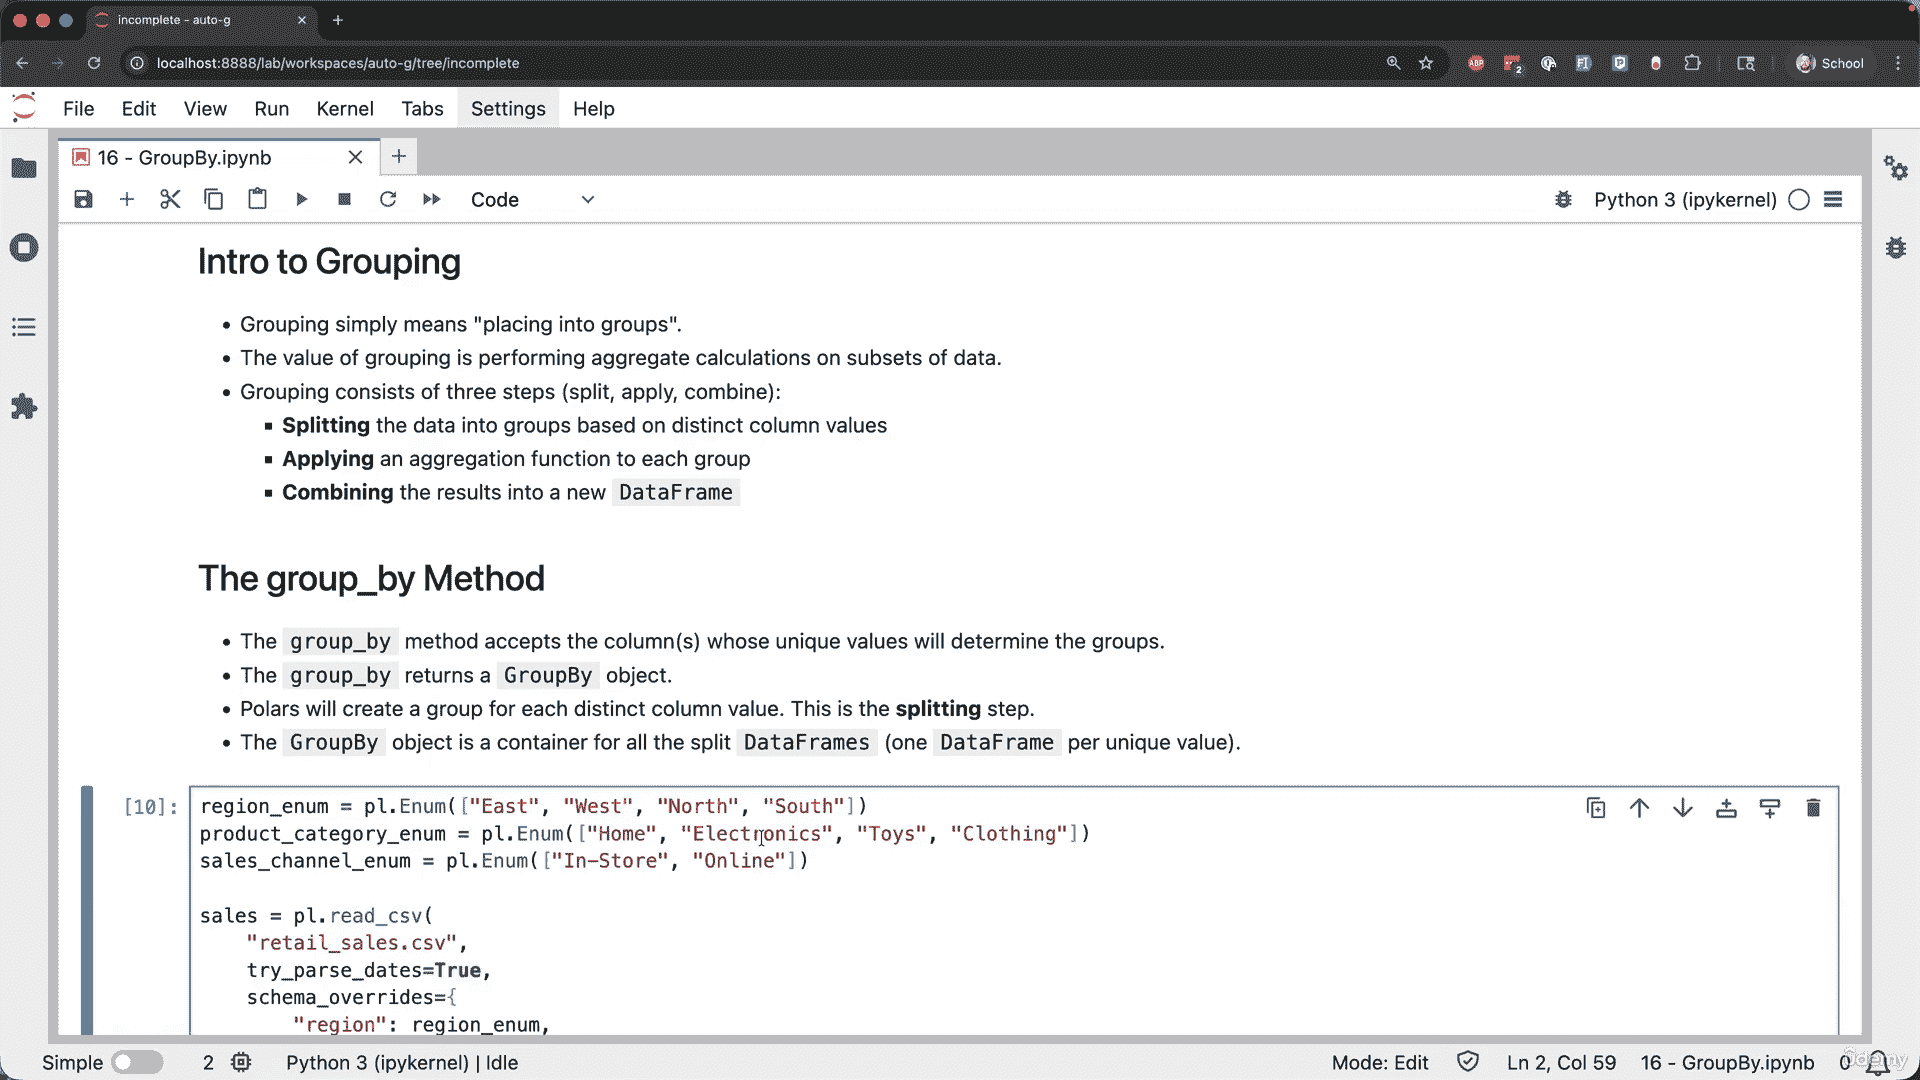 incomplete - auto-g
localhost:8888/lab/workspaces/auto-g/tree/incomplete
ABP
2
School
File Edit View Run Kernel Tabs Settings Help
16 - GroupBy.ipynb
Code
Python 3 (ipykernel)
Intro to Grouping
• Grouping simply means "placing into groups".
• The value of grouping is performing aggregate calculations on subsets of data.
• Grouping consists of three steps (split, apply, combine):
▪ Splitting the data into groups based on distinct column values
▪ Applying an aggregation function to each group
▪ Combining the results into a new DataFrame
The group_by Method
• The group_by method accepts the column(s) whose unique values will determine the groups.
• The group_by returns a GroupBy object.
• Polars will create a group for each distinct column value. This is the splitting step.
• The GroupBy object is a container for all the split DataFrames (one DataFrame per unique value).
[10]:
region_enum = pl.Enum(["East", "West", "North", "South"])
product_category_enum = pl.Enum(["Home", "Electronics", "Toys", "Clothing"])
sales_channel_enum = pl.Enum(["In-Store", "Online"])
sales = pl.read_csv(
    "retail_sales.csv",
    try_parse_dates=True,
    schema_overrides={
        "region": region_enum,
Simple 2 Python 3 (ipykernel) | Idle Mode: Edit Ln 2, Col 59 16 - GroupBy.ipynb 0
udemy